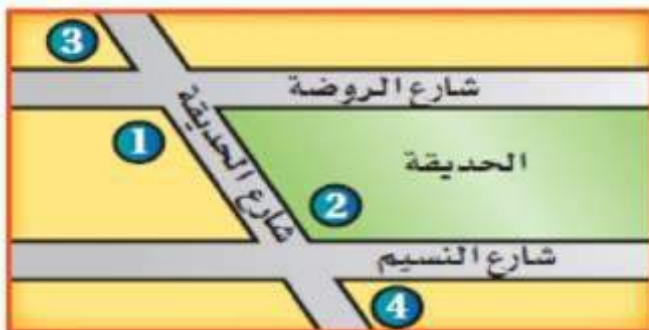 3
شارع الروضة
1
شارع الحديقة
الحديقة
2
شارع النسيم
4